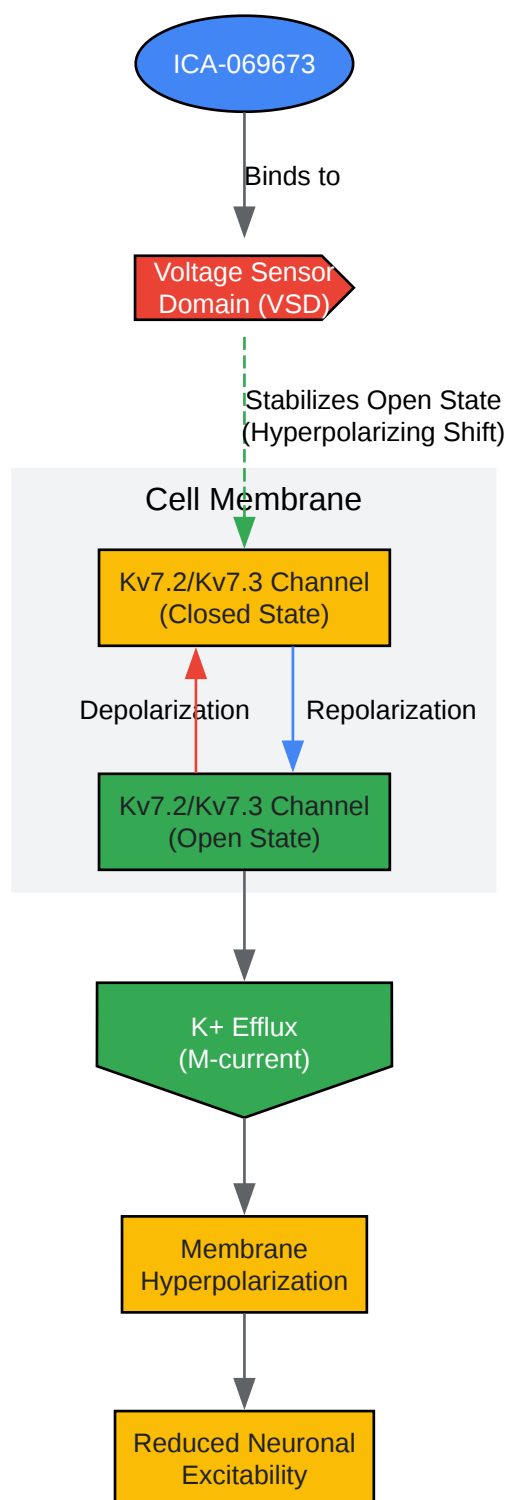 ICA-069673
Binds to
Voltage Sensor
Domain (VSD)
Stabilizes Open State
(Hyperpolarizing Shift)
Cell Membrane
Kv7.2/Kv7.3 Channel
(Closed State)
Depolarization
Repolarization
Kv7.2/Kv7.3 Channel
(Open State)
K+ Efflux
(M-current)
Membrane
Hyperpolarization
Reduced Neuronal
Excitability